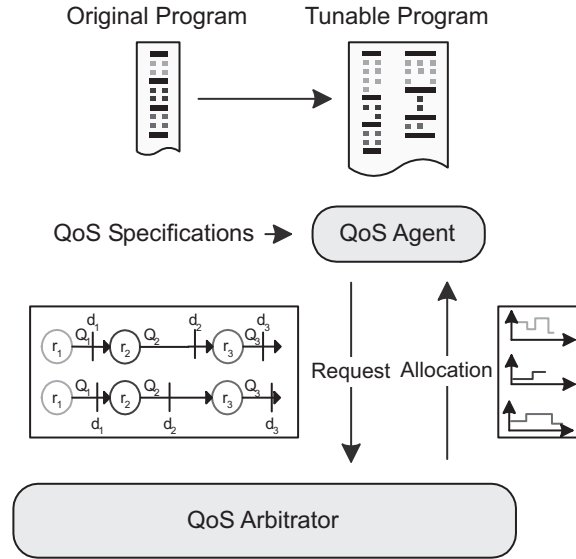 Original Program
Tunable Program
QoS Specifications
QoS Agent
d1 d2 d3
r1 Q1 r2 Q2 r3 Q3
r1 Q1 r2 Q2 r3 Q3
d1 d2 d3
Request
Allocation
QoS Arbitrator